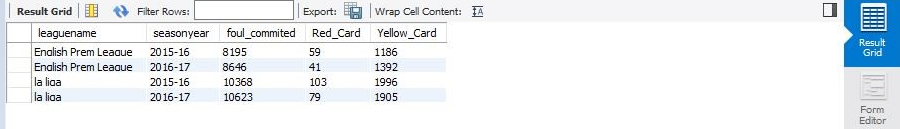 Result Grid Filter Rows: Export: Wrap Cell Content: IA
leaguename seasonyear foul_commited Red_Card Yellow_Card
English Prem League 2015-16 8195 59 1186
English Prem League 2016-17 8646 41 1392
la liga 2015-16 10368 103 1996
la liga 2016-17 10623 79 1905
Result
Grid
Form
Editor